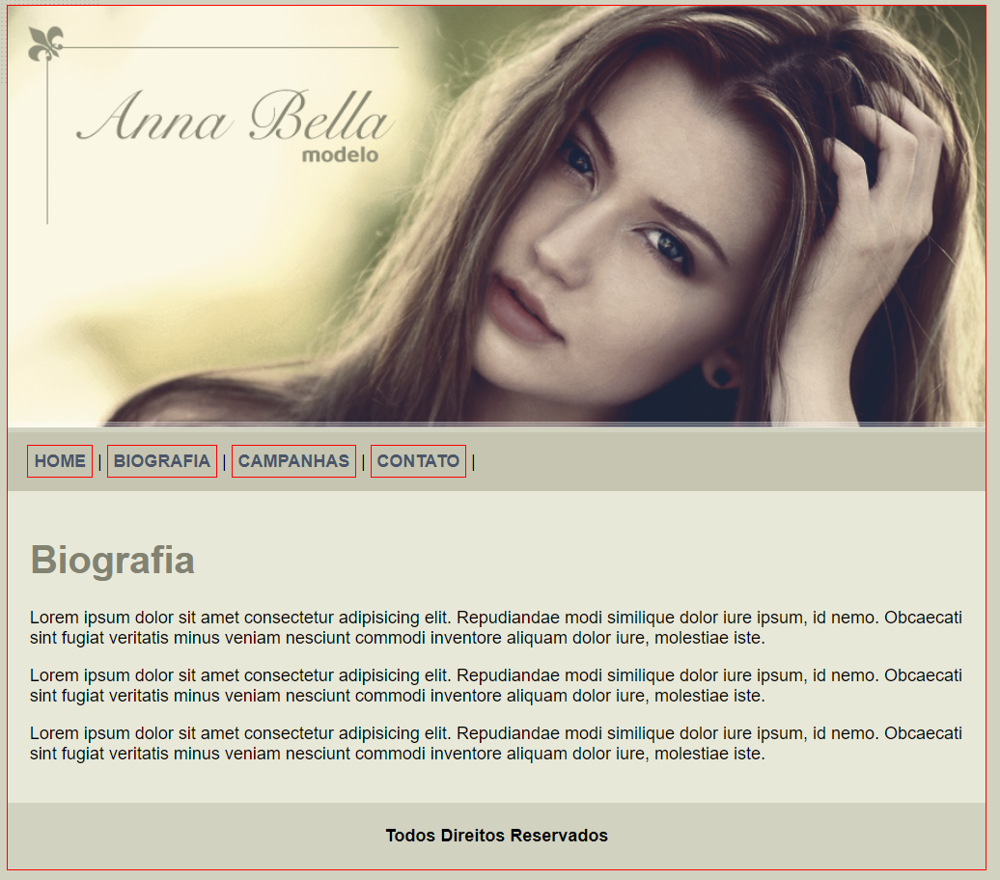 Anna Bella
modelo
HOME | BIOGRAFIA | CAMPANHAS | CONTATO |
Biografia
Lorem ipsum dolor sit amet consectetur adipisicing elit. Repudiandae modi similique dolor iure ipsum, id nemo. Obcaecati
sint fugiat veritatis minus veniam nesciunt commodi inventore aliquam dolor iure, molestiae iste.
Lorem ipsum dolor sit amet consectetur adipisicing elit. Repudiandae modi similique dolor iure ipsum, id nemo. Obcaecati
sint fugiat veritatis minus veniam nesciunt commodi inventore aliquam dolor iure, molestiae iste.
Lorem ipsum dolor sit amet consectetur adipisicing elit. Repudiandae modi similique dolor iure ipsum, id nemo. Obcaecati
sint fugiat veritatis minus veniam nesciunt commodi inventore aliquam dolor iure, molestiae iste.
Todos Direitos Reservados